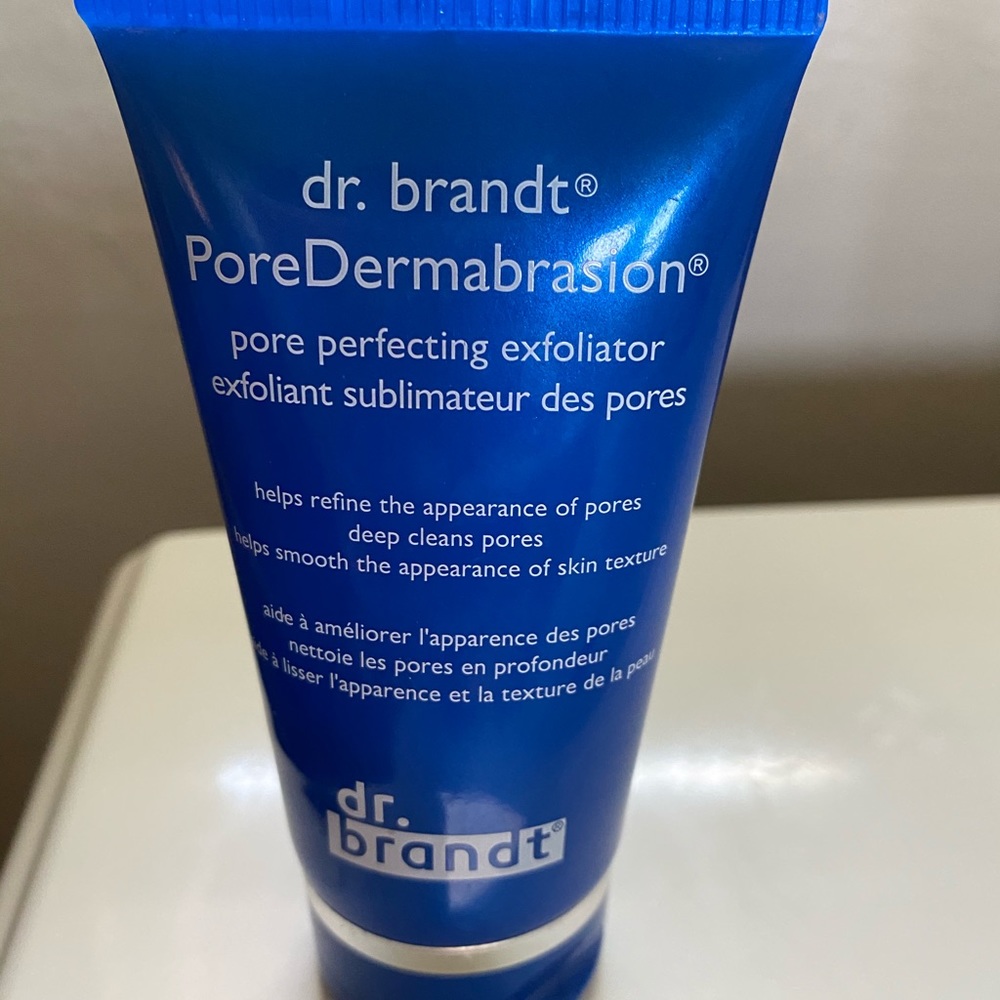 dr. brandt®
PoreDermabrasion®
pore perfecting exfoliator
exfoliant sublimateur des pores
helps refine the appearance of pores
deep cleans pores
helps smooth the appearance of skin texture
aide à améliorer l'apparence des pores
nettoie les pores en profondeur
à lisser l'apparence et la texture de la peau
dr.
brandt®